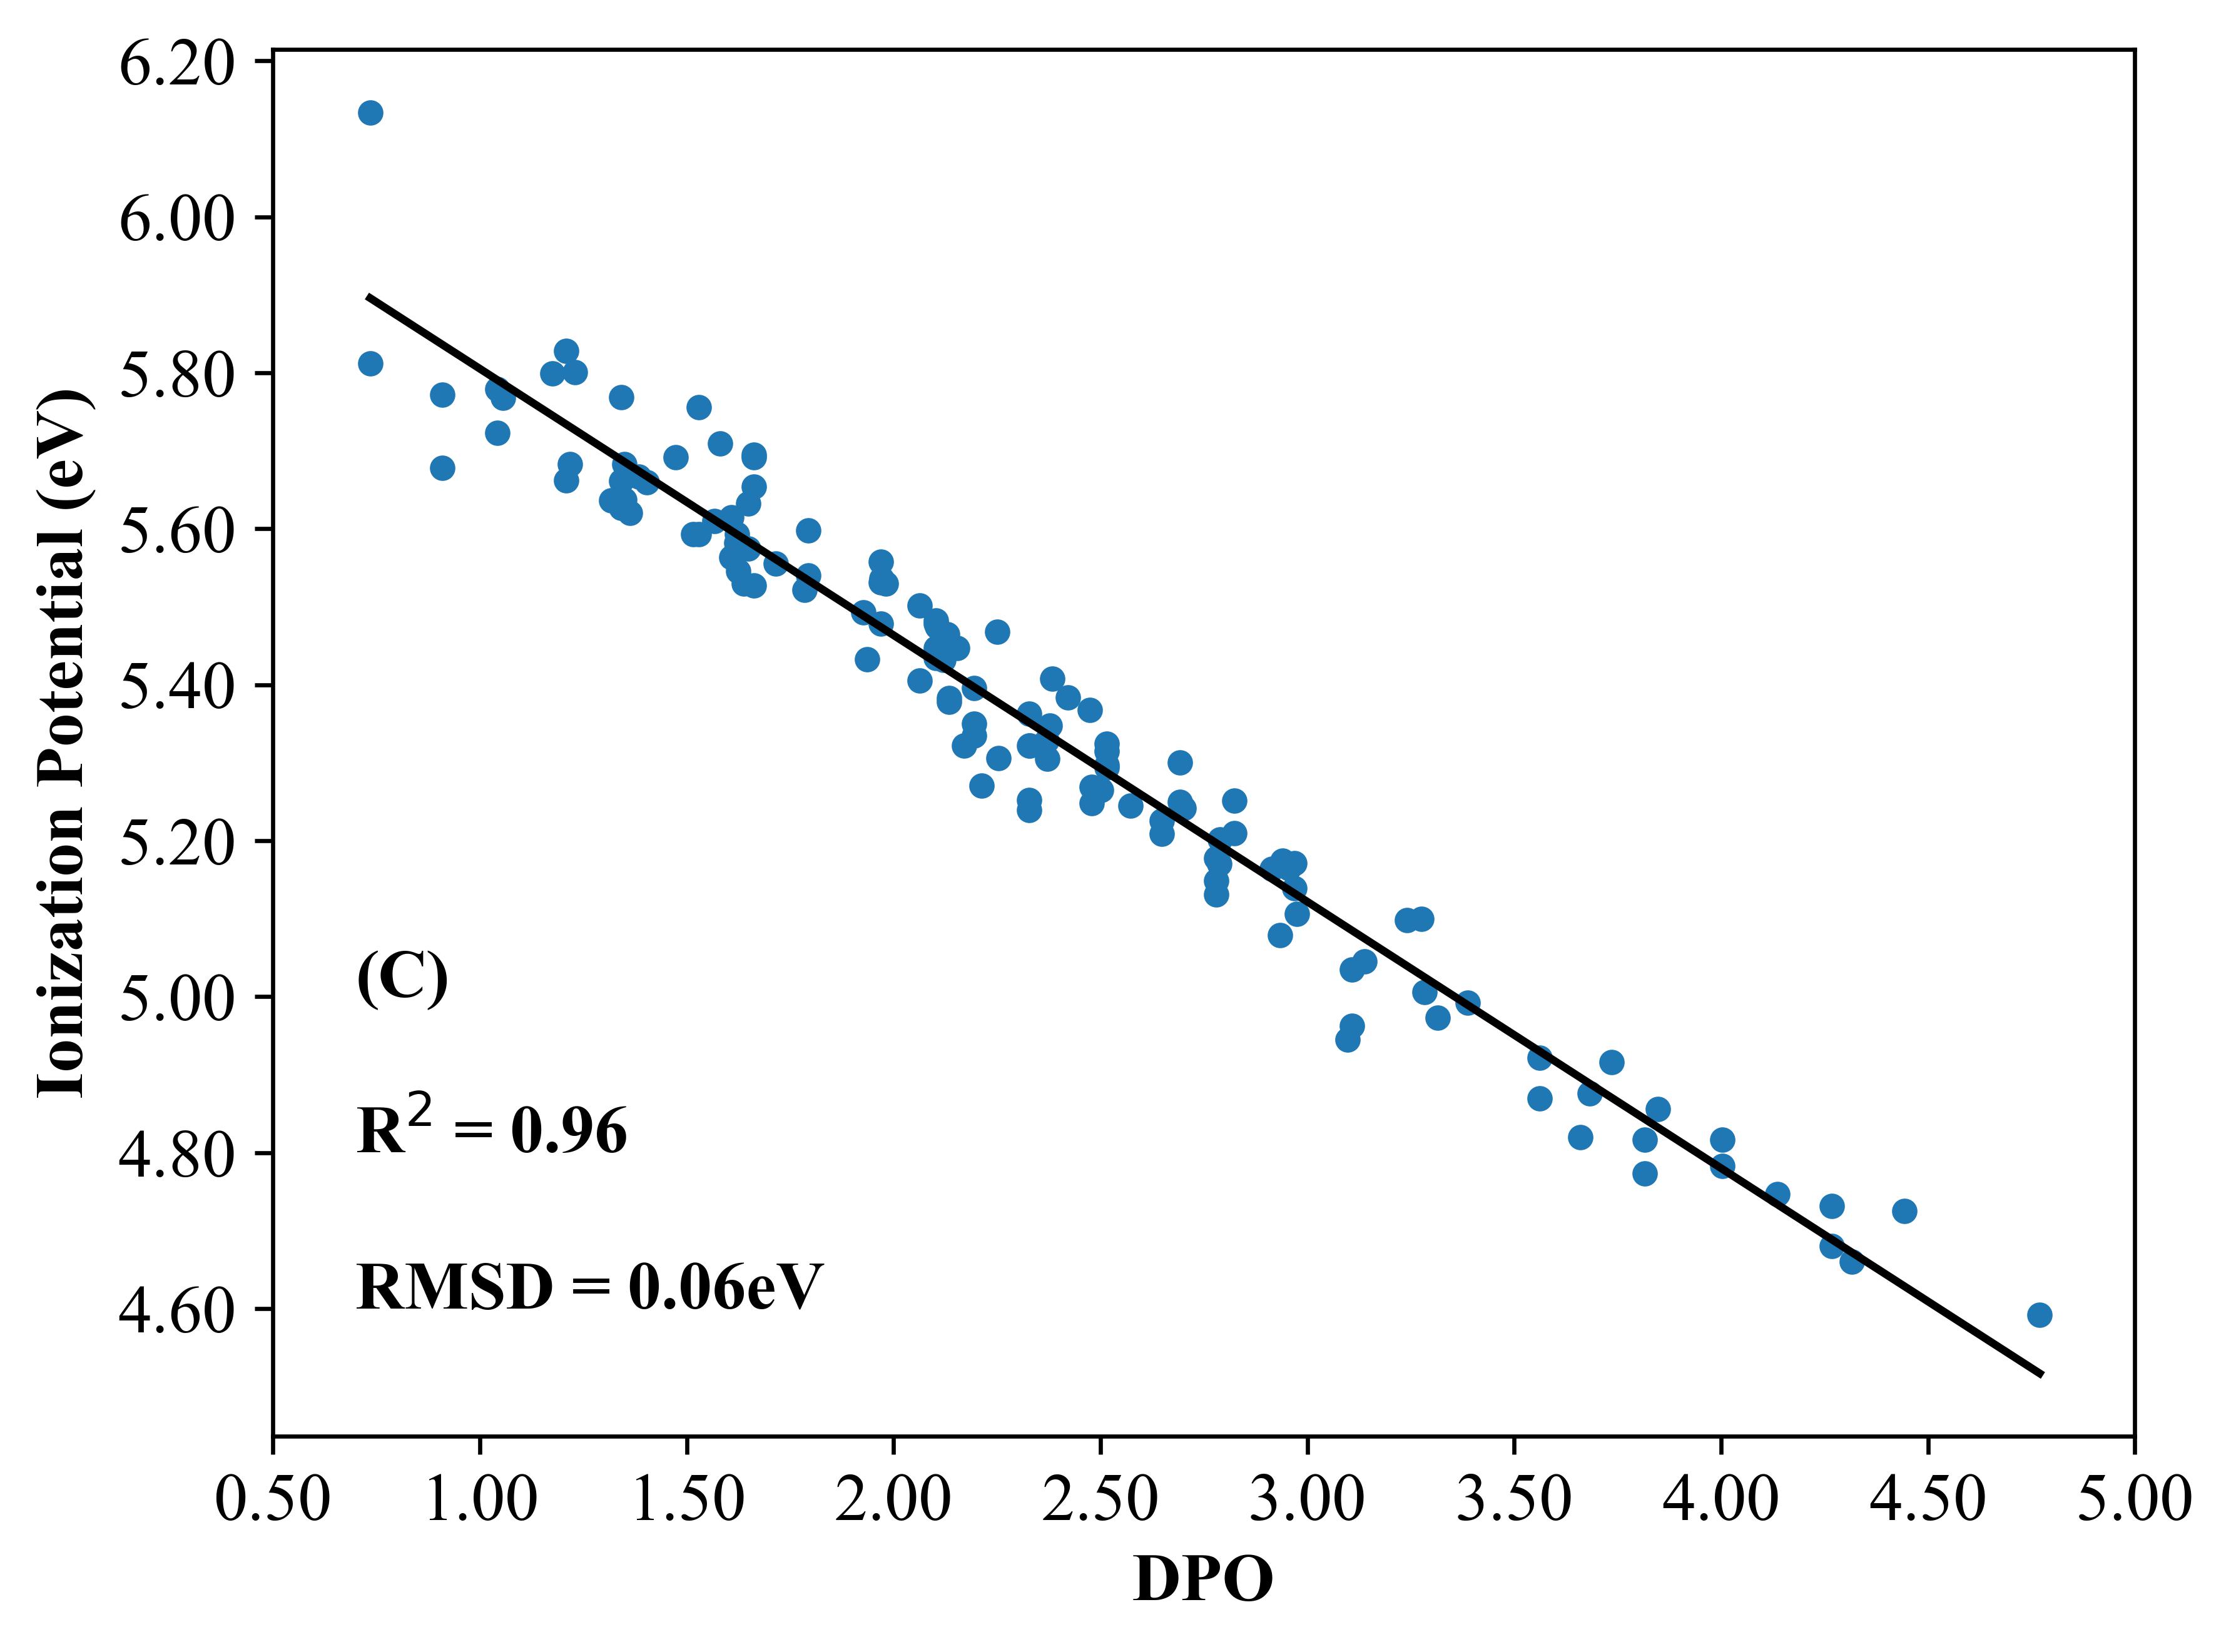 6.20
6.00
5.80
5.60
5.40
5.20
5.00
4.80
4.60
Ionization Potential (eV)
(C)
R² = 0.96
RMSD = 0.06eV
0.50 1.00 1.50 2.00 2.50 3.00 3.50 4.00 4.50 5.00
DPO